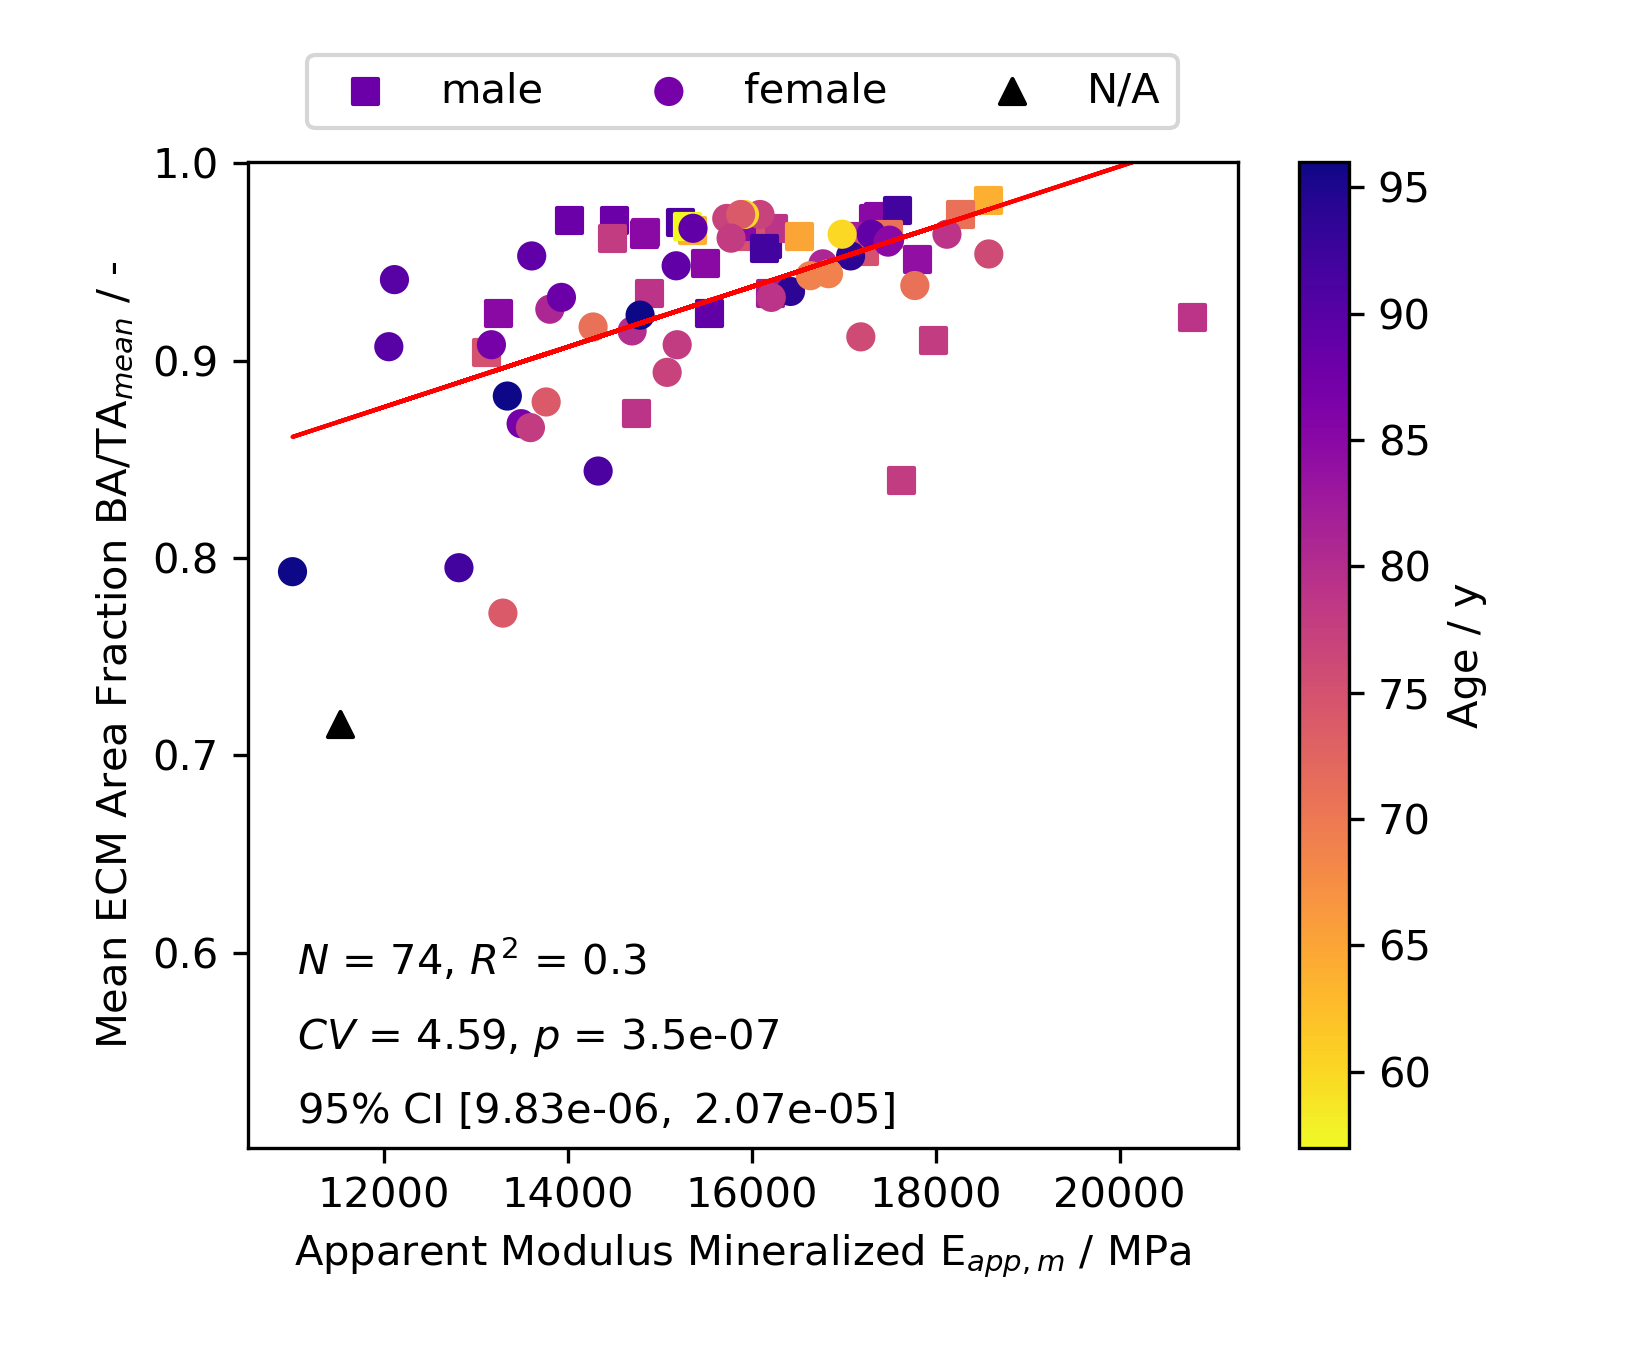 male female N/A
1.0
0.9
0.8
0.7
0.6
Mean ECM Area Fraction BA/TA_mean / -
N = 74, R² = 0.3
CV = 4.59, p = 3.5e-07
95% CI [9.83e-06, 2.07e-05]
12000 14000 16000 18000 20000
Apparent Modulus Mineralized E_app,m / MPa
95
90
85
80
75
70
65
60
Age / y